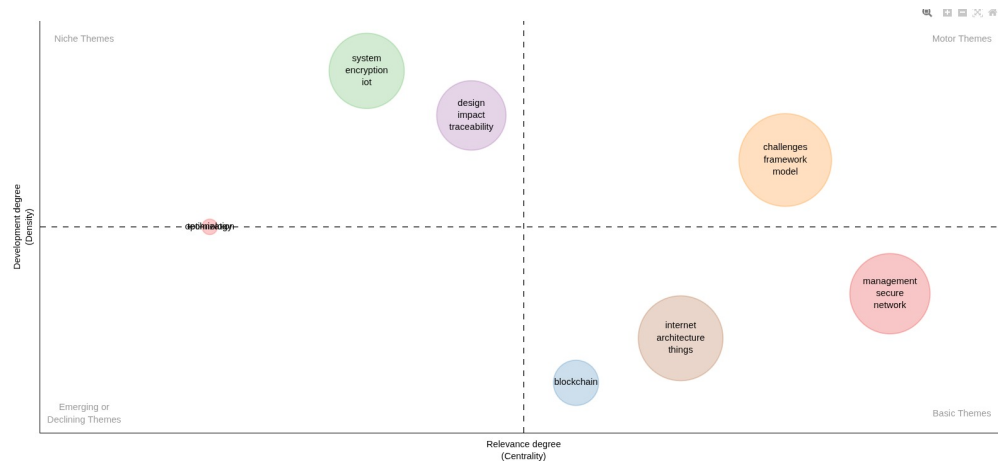 Niche Themes
Motor Themes
system
encryption
iot
design
impact
traceability
challenges
framework
model
Development degree
(Density)
management
secure
network
internet
architecture
things
blockchain
Emerging or
Declining Themes
Basic Themes
Relevance degree
(Centrality)